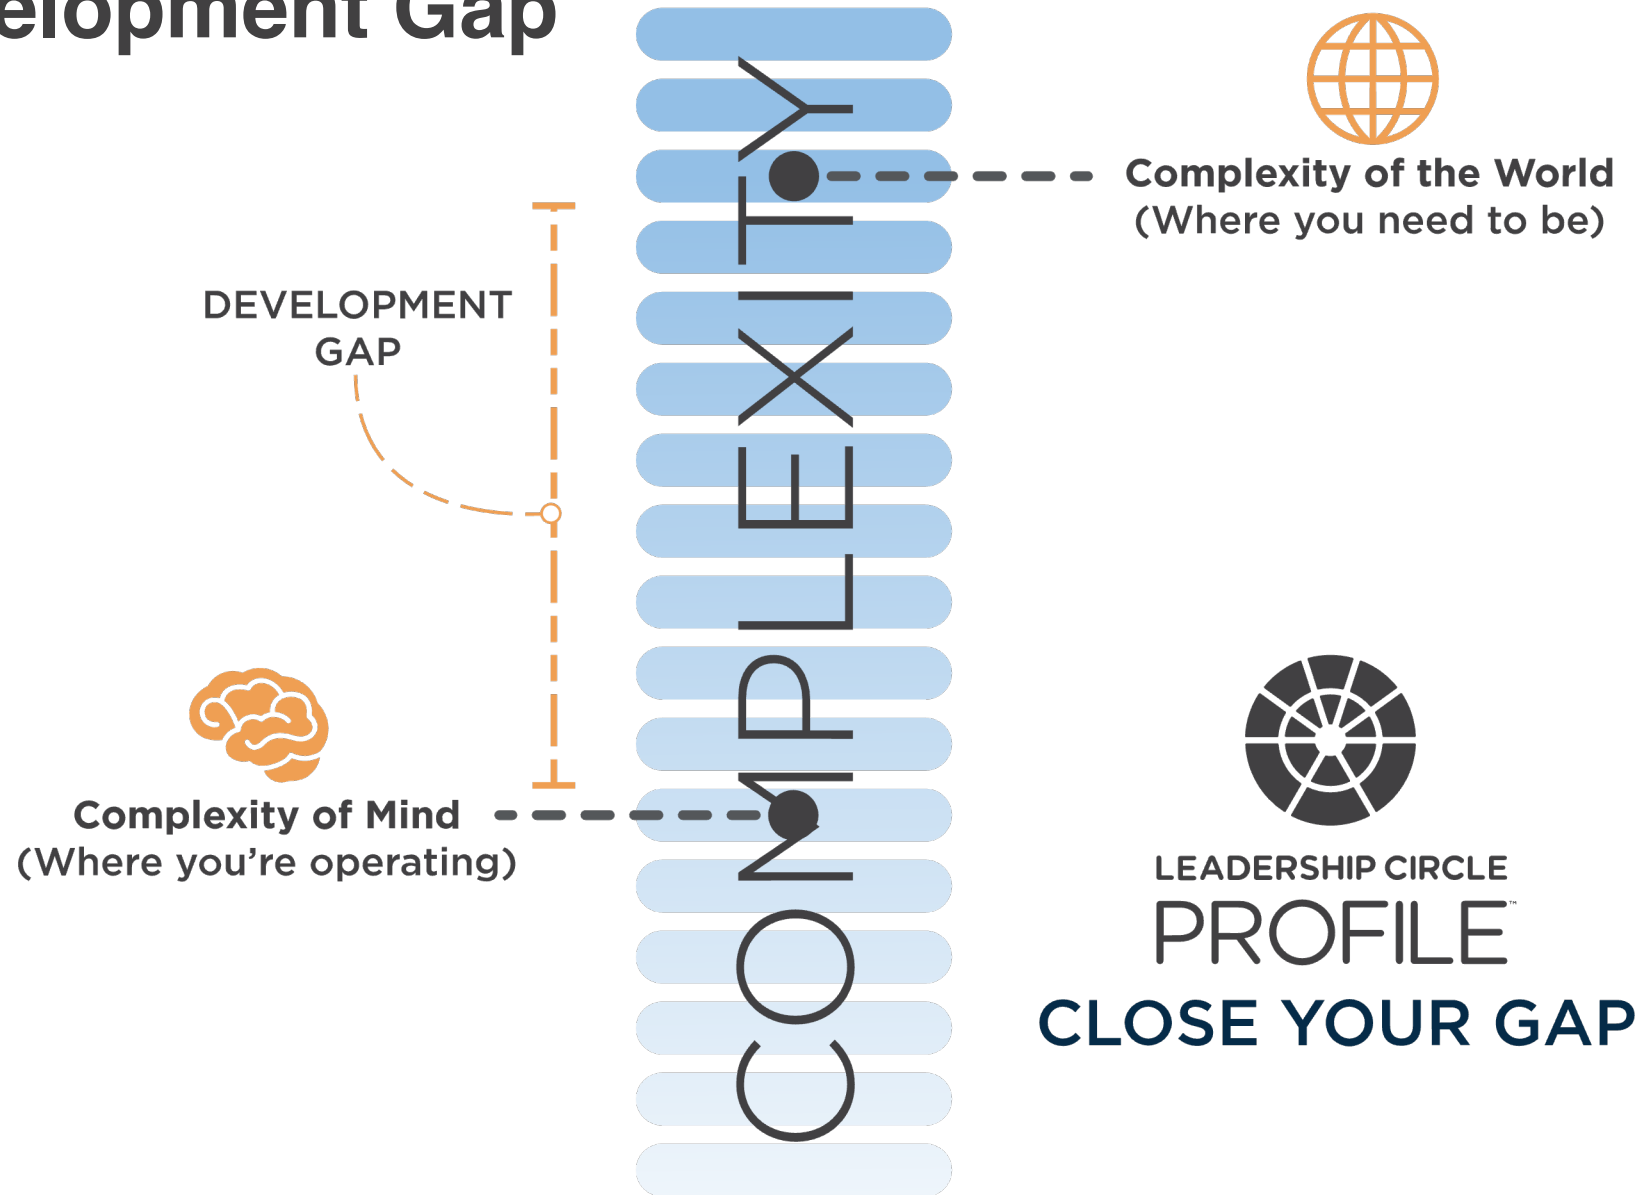 elopment Gap
COMPLEXITY
Complexity of the World
(Where you need to be)
DEVELOPMENT
GAP
Complexity of Mind
(Where you're operating)
LEADERSHIP CIRCLE
PROFILE™
CLOSE YOUR GAP